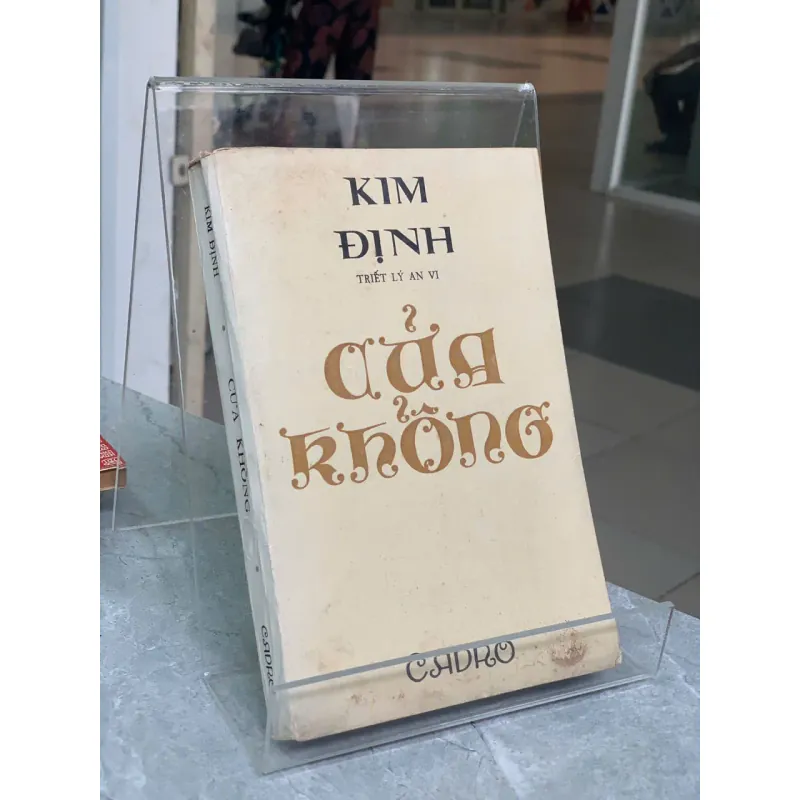 KIM
ĐỊNH
TRIẾT LÝ AN VI
CỬA
KHỔNG
CADAO
KIM ĐỊNH
CỬA KHỔNG